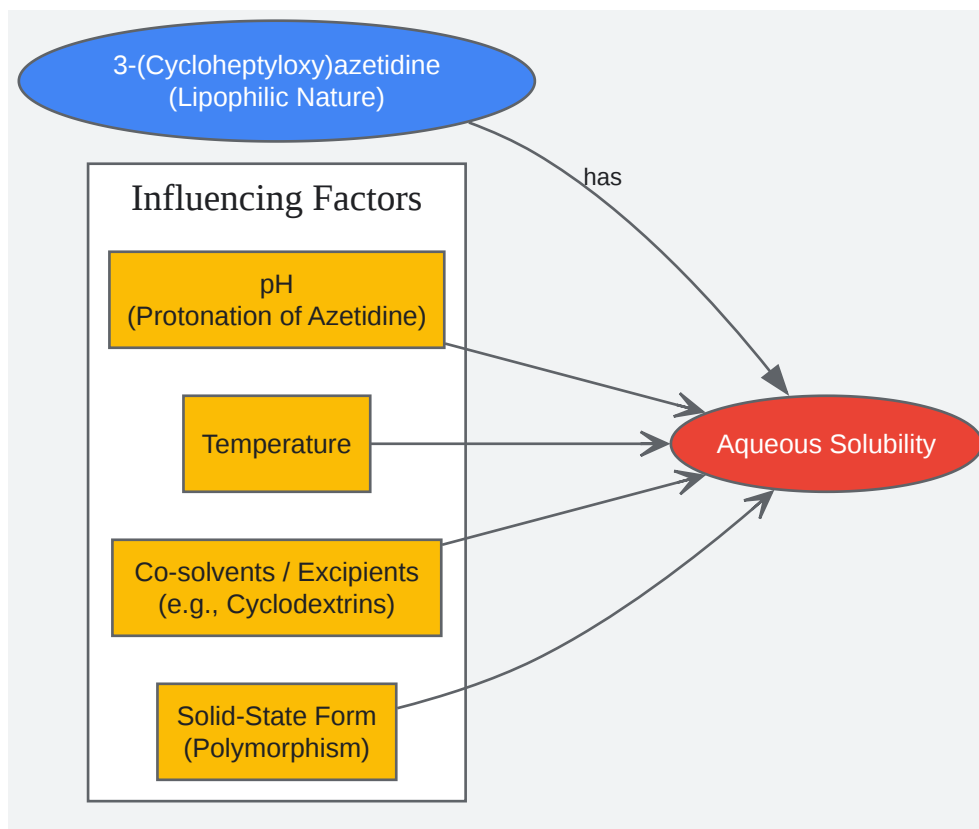 3-(Cycloheptyloxy)azetidine
(Lipophilic Nature)
has
Influencing Factors
pH
(Protonation of Azetidine)
Temperature
Aqueous Solubility
Co-solvents / Excipients
(e.g., Cyclodextrins)
Solid-State Form
(Polymorphism)